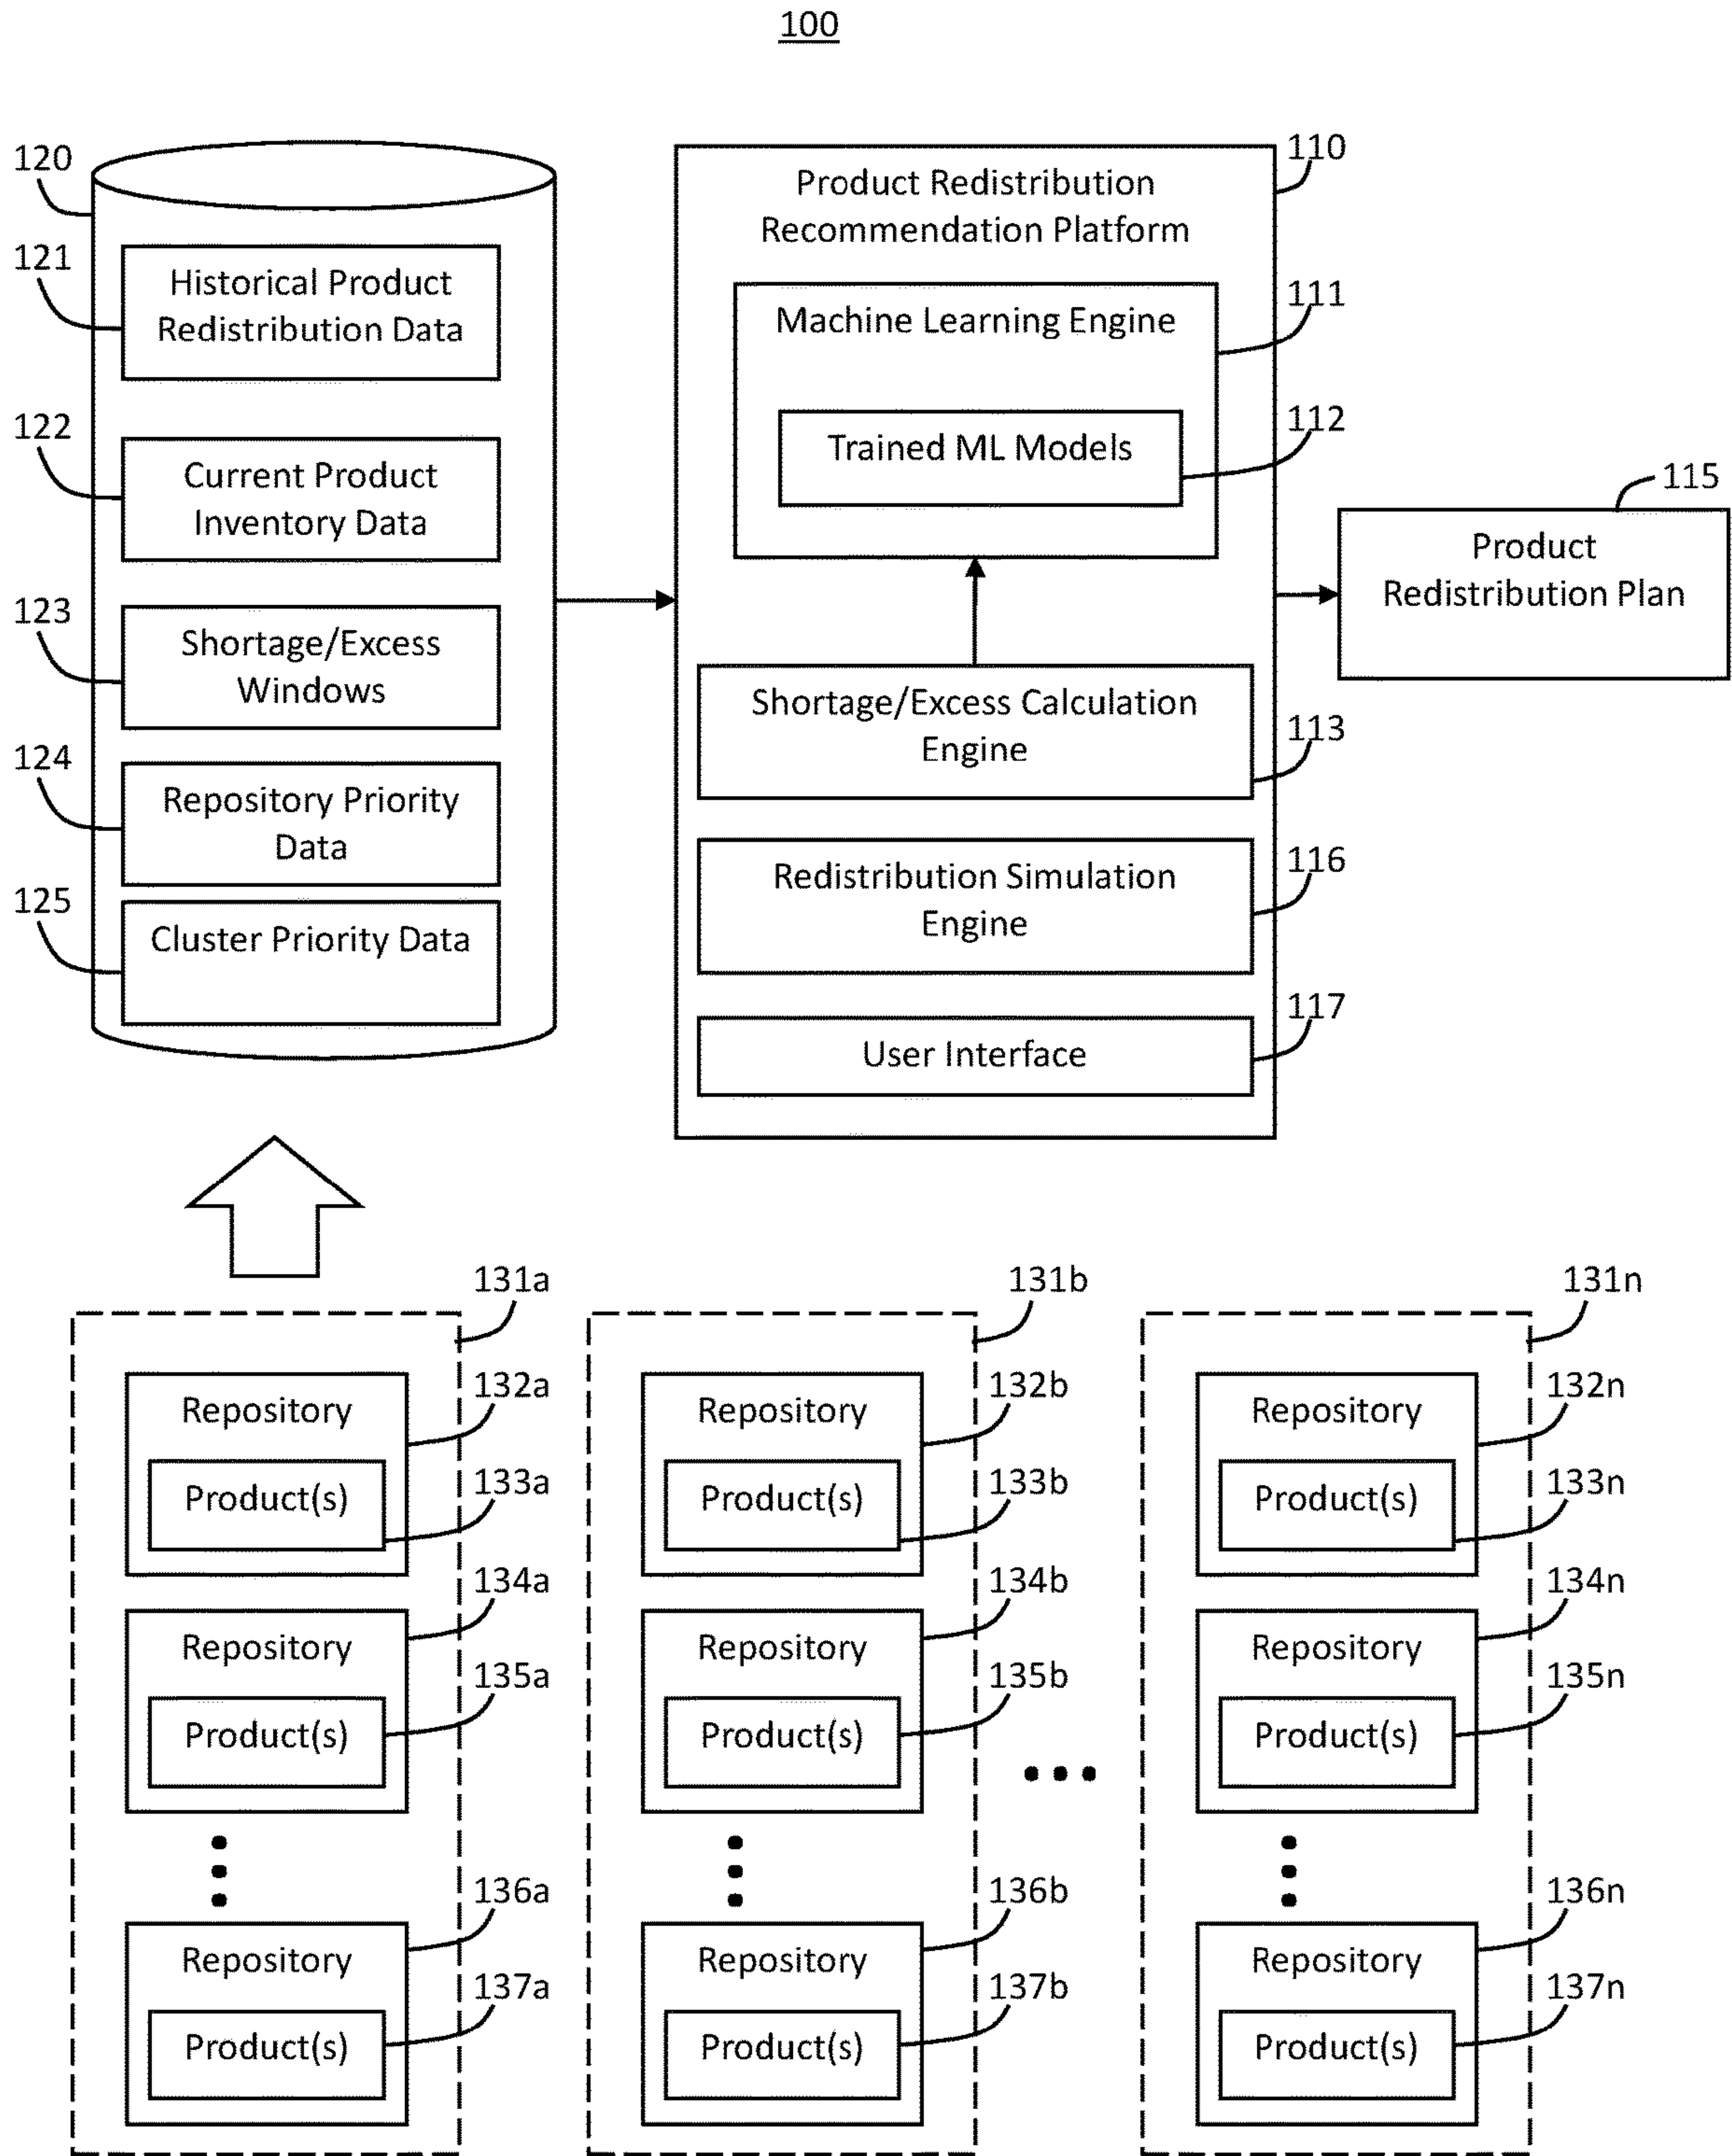 100
120
121
Historical Product
Redistribution Data
122
Current Product
Inventory Data
123
Shortage/Excess
Windows
124
Repository Priority
Data
125
Cluster Priority Data
110
Product Redistribution
Recommendation Platform
111
Machine Learning Engine
112
Trained ML Models
Shortage/Excess Calculation
Engine
113
Redistribution Simulation
Engine
116
117
User Interface
115
Product
Redistribution Plan
131a
132a
Repository
133a
Product(s)
134a
Repository
135a
Product(s)
136a
Repository
137a
Product(s)
131b
132b
Repository
133b
Product(s)
134b
Repository
135b
Product(s)
136b
Repository
137b
Product(s)
131n
132n
Repository
133n
Product(s)
134n
Repository
135n
Product(s)
136n
Repository
137n
Product(s)